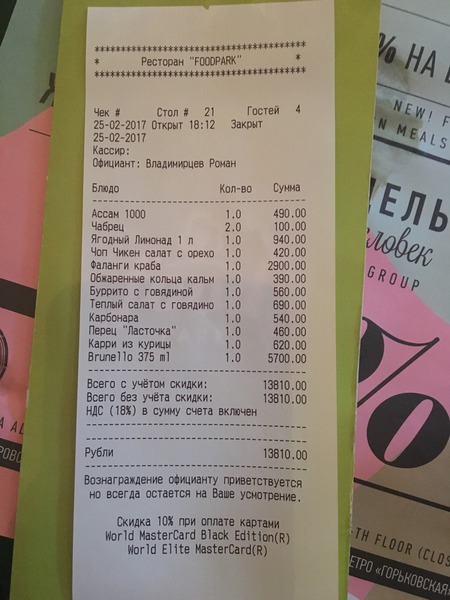 ****************************************
* Ресторан "FOODPARK" *
****************************************
Чек # Стол # 21 Гостей 4
25-02-2017 Открыт 18:12 Закрыт
25-02-2017
Кассир:
Официант: Владимирцев Роман
Блюдо Кол-во Сумма
Ассам 1000 1.0 490.00
Чабрец 2.0 100.00
Ягодный Лимонад 1 л 1.0 940.00
Чоп Чикен салат с орехо 1.0 420.00
Фаланги краба 1.0 2900.00
Обжаренные кольца кальм 1.0 390.00
Буррито с говядиной 1.0 560.00
Теплый салат с говядино 1.0 690.00
Карбонара 1.0 540.00
Перец "Ласточка" 1.0 460.00
Карри из курицы 1.0 620.00
Brunello 375 ml 1.0 5700.00
Всего с учётом скидки: 13810.00
Всего без учёта скидки: 13810.00
НДС (18%) в сумму счета включен
Рубли 13810.00
Вознаграждение официанту приветствуется
но всегда остается на Ваше усмотрение.
Скидка 10% при оплате картами
World MasterCard Black Edition(R)
World Elite MasterCard(R)
% НА
NEW!
MEALS
ловек
GROUP
%
TH FLOOR (CLOS
ЕТРО «ГОРЬКОВСКАЯ